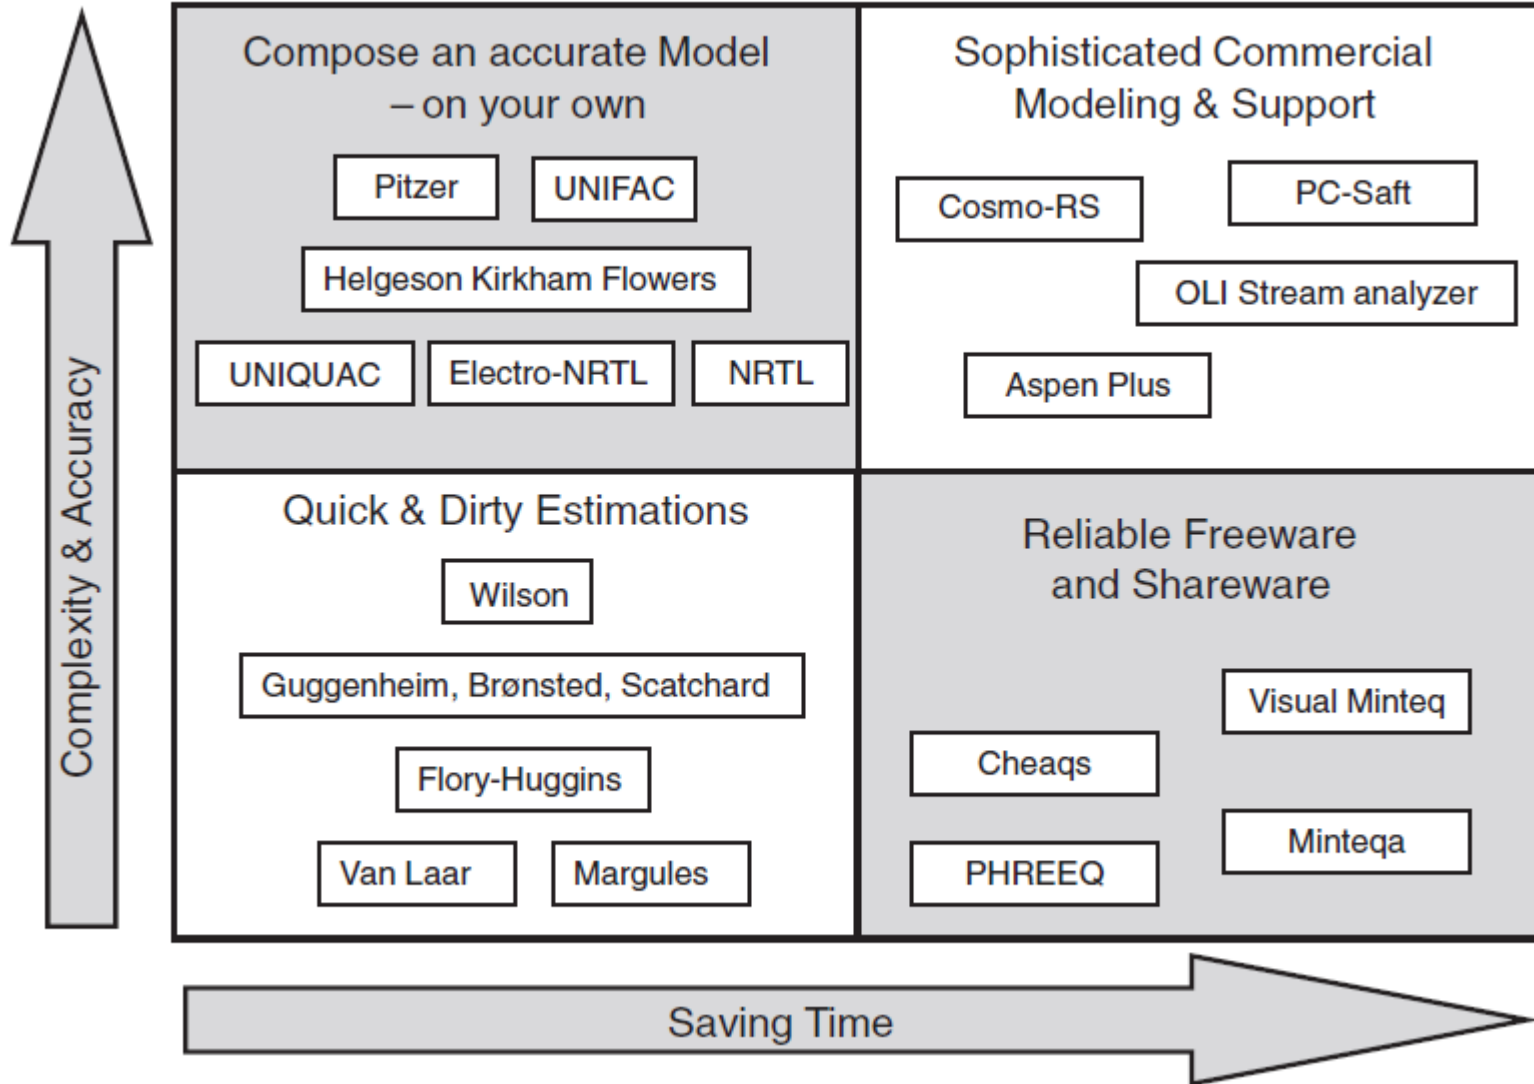 Compose an accurate Model
– on your own
Pitzer
UNIFAC
Helgeson Kirkham Flowers
UNIQUAC
Electro-NRTL
NRTL
Sophisticated Commercial
Modeling & Support
Cosmo-RS
PC-Saft
OLI Stream analyzer
Aspen Plus
Quick & Dirty Estimations
Wilson
Guggenheim, Brønsted, Scatchard
Flory-Huggins
Van Laar
Margules
Reliable Freeware
and Shareware
Visual Minteq
Cheaqs
Minteqa
PHREEQ
Complexity & Accuracy
Saving Time